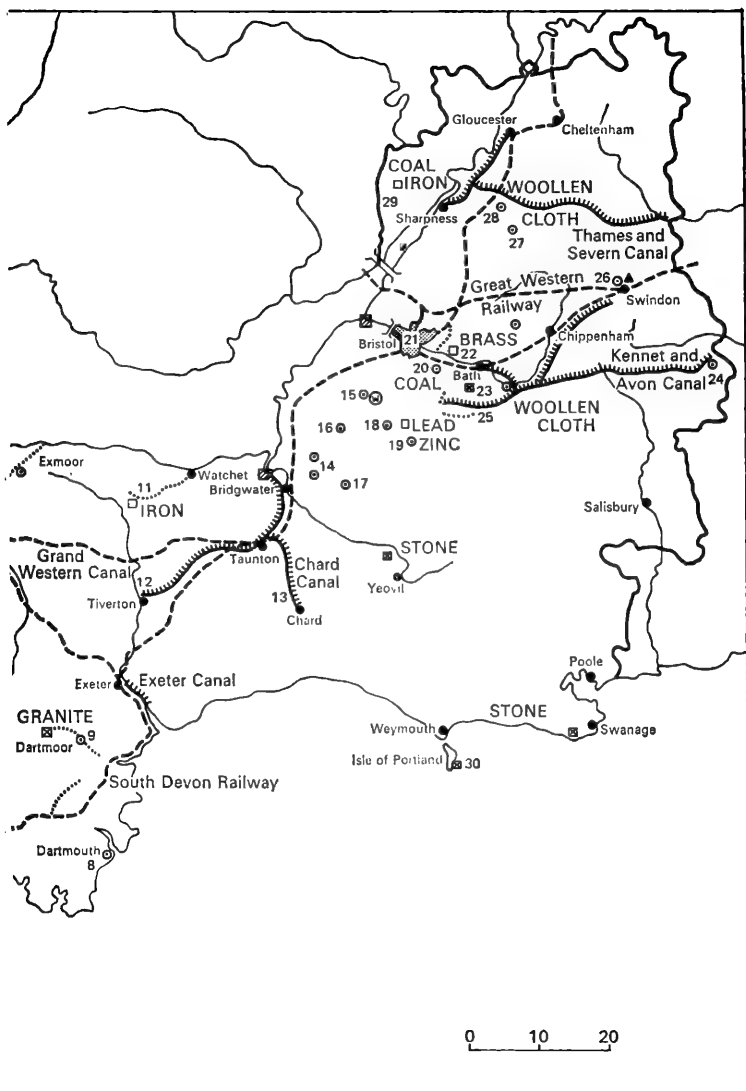 Gloucester
Cheltenham
COAL
IRON
29
WOOLLEN
CLOTH
Sharpness
28
27
Thames and
Severn Canal
Great Western
Railway
26
Swindon
Bristol
21
BRASS
22
Chippenham
20
COAL
Bath
23
Kennet and
Avon Canal
24
15
25
WOOLLEN
CLOTH
16
18
LEAD
19
ZINC
14
17
Exmoor
11
IRON
Watchet
Bridgwater
Salisbury
Grand
Western Canal
12
Taunton
STONE
Chard
Canal
Yeovil
Tiverton
13
Chard
Exeter
Exeter Canal
Poole
GRANITE
9
Dartmoor
Weymouth
STONE
Swanage
Isle of Portland
30
South Devon Railway
Dartmouth
8
0 10 20